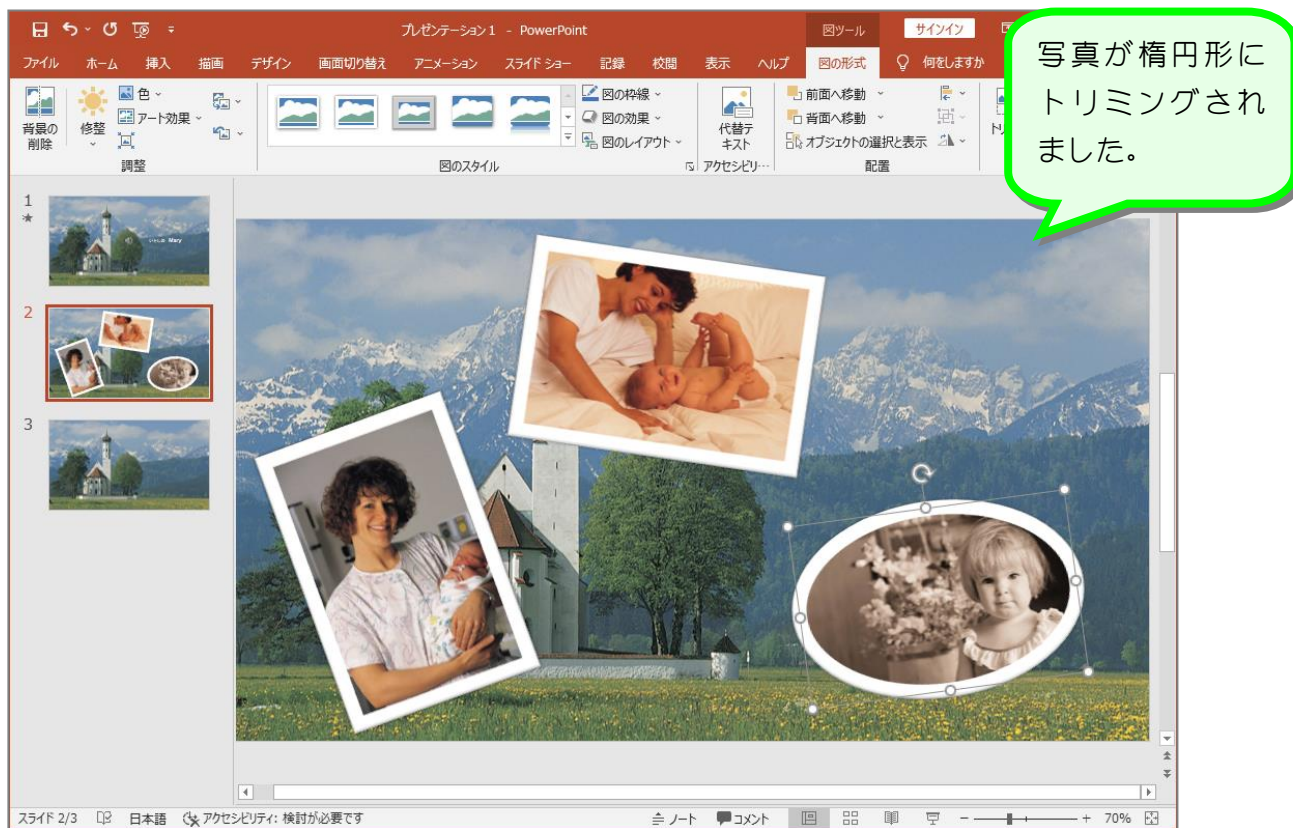 プレゼンテーション1 - PowerPoint
図ツール
サインイン
ファイル ホーム 挿入 描画 デザイン 画面切り替え アニメーション スライド ショー 記録 校閲 表示 ヘルプ 図の形式 何をしますか
写真が楕円形に
トリミングされ
ました。
背景の
削除
修整
色
アート効果
調整
図のスタイル
図の枠線
図の効果
図のレイアウト
代替テ
キスト
アクセシビリ…
前面へ移動
背面へ移動
オブジェクトの選択と表示
配置
1
Mary
2
3
スライド 2/3 日本語 アクセシビリティ: 検討が必要です ノート コメント 70%